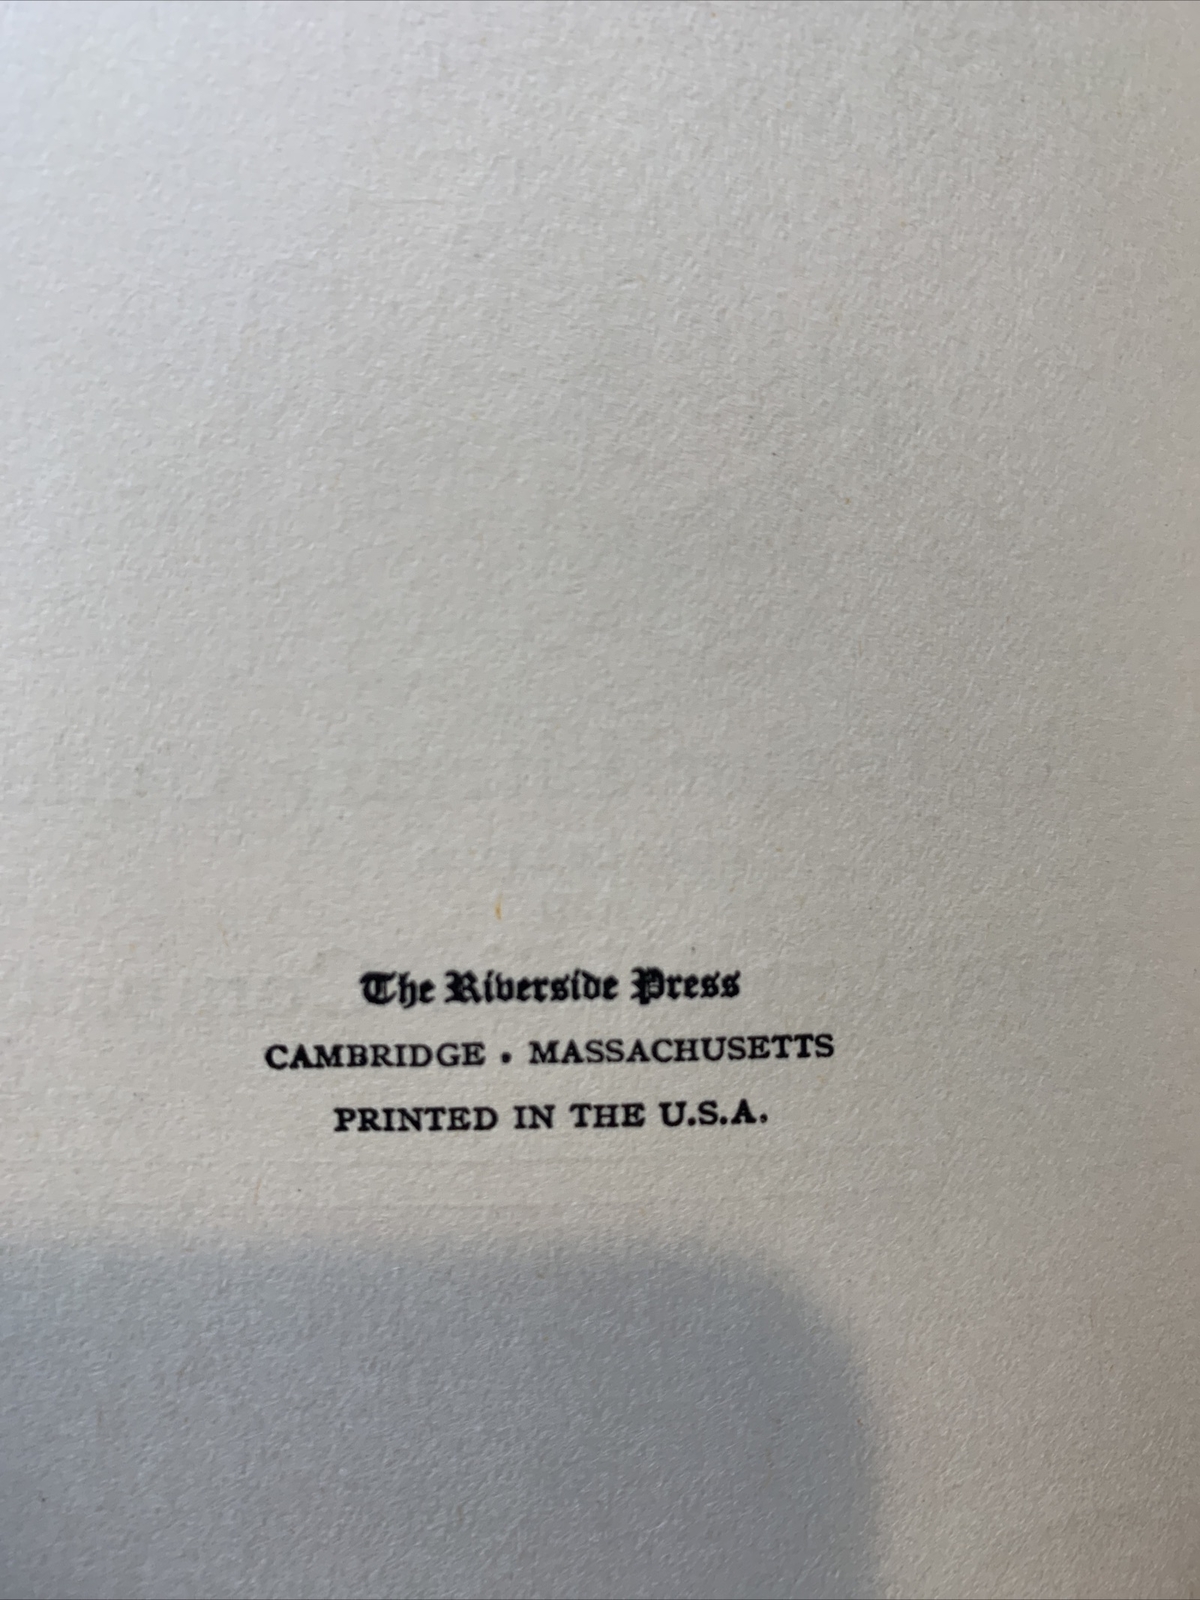 The Riverside Press
CAMBRIDGE • MASSACHUSETTS
PRINTED IN THE U.S.A.